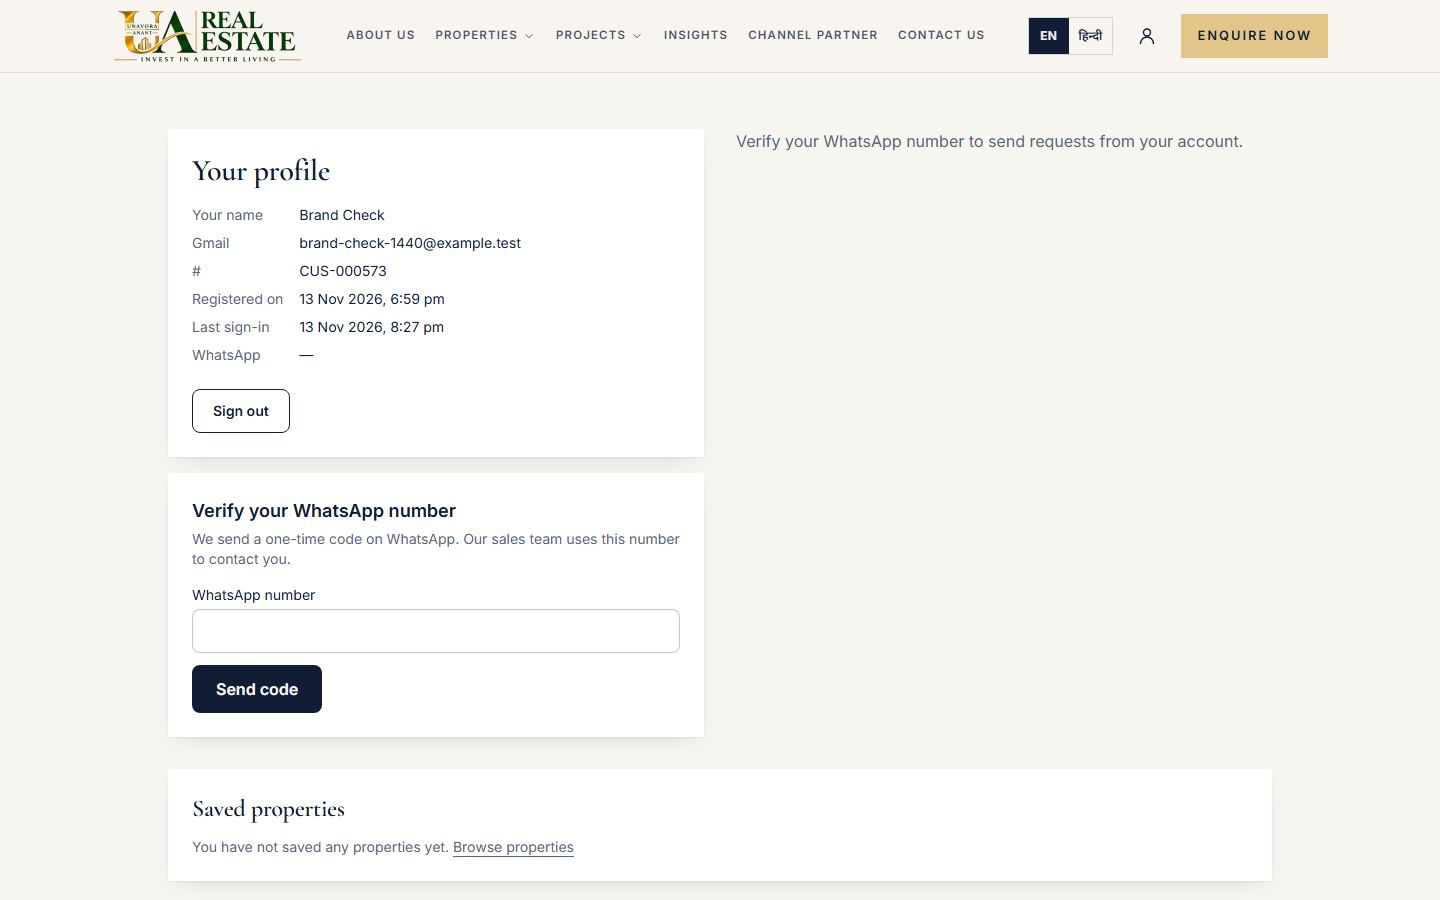 UNAVORA
ANANT
UA REAL
ESTATE
INVEST IN A BETTER LIVING
ABOUT US PROPERTIES PROJECTS INSIGHTS CHANNEL PARTNER CONTACT US EN हिन्दी ENQUIRE NOW
Your profile
Your name Brand Check
Gmail brand-check-1440@example.test
# CUS-000573
Registered on 13 Nov 2026, 6:59 pm
Last sign-in 13 Nov 2026, 8:27 pm
WhatsApp —
Sign out
Verify your WhatsApp number to send requests from your account.
Verify your WhatsApp number
We send a one-time code on WhatsApp. Our sales team uses this number
to contact you.
WhatsApp number
Send code
Saved properties
You have not saved any properties yet. Browse properties